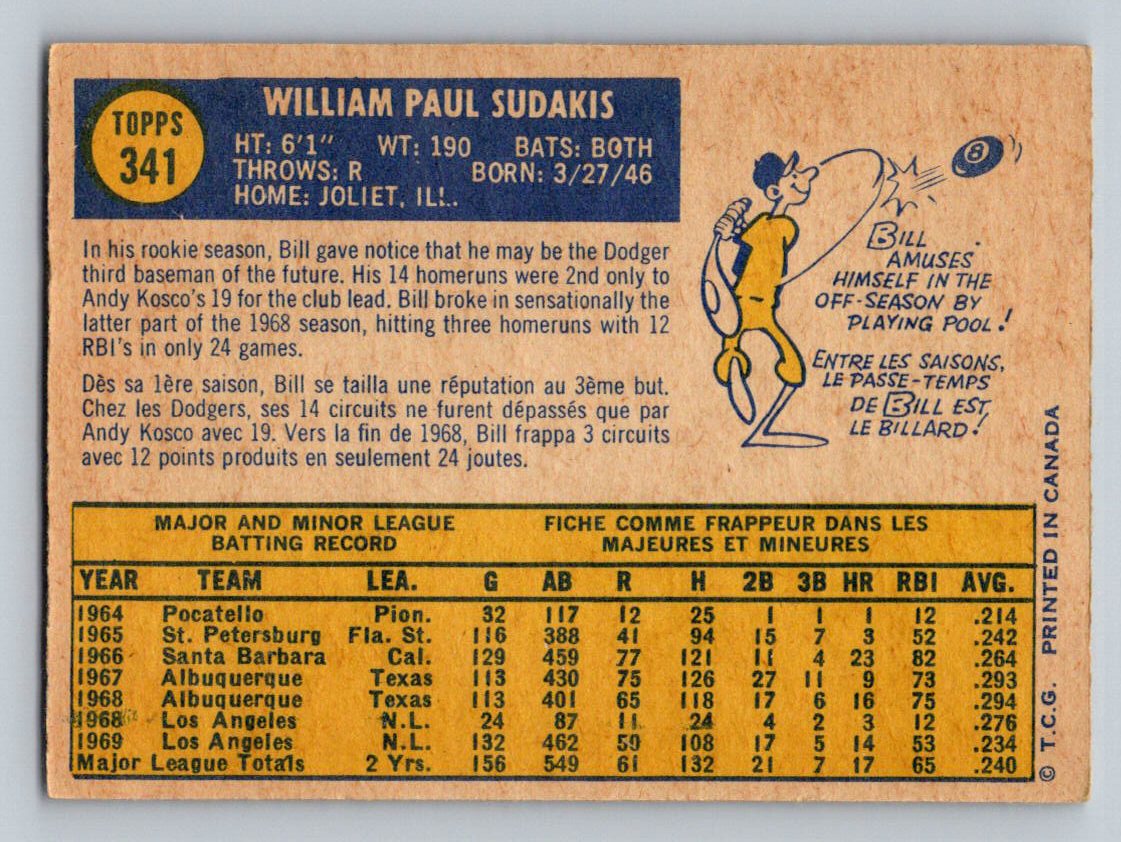 TOPPS
341
WILLIAM PAUL SUDAKIS
HT: 6'1" WT: 190 BATS: BOTH
THROWS: R BORN: 3/27/46
HOME: JOLIET, ILL.
In his rookie season, Bill gave notice that he may be the Dodger
third baseman of the future. His 14 homeruns were 2nd only to
Andy Kosco's 19 for the club lead. Bill broke in sensationally the
latter part of the 1968 season, hitting three homeruns with 12
RBI's in only 24 games.
Dès sa 1ère saison, Bill se tailla une réputation au 3ème but.
Chez les Dodgers, ses 14 circuits ne furent dépassés que par
Andy Kosco avec 19. Vers la fin de 1968, Bill frappa 3 circuits
avec 12 points produits en seulement 24 joutes.
8
BILL
AMUSES
HIMSELF IN THE
OFF-SEASON BY
PLAYING POOL!
ENTRE LES SAISONS,
LE PASSE-TEMPS
DE BILL EST
LE BILLARD!
MAJOR AND MINOR LEAGUE
BATTING RECORD
FICHE COMME FRAPPEUR DANS LES
MAJEURES ET MINEURES
YEAR TEAM LEA. G AB R H 2B 3B HR RBI AVG.
1964 Pocatello Pion. 32 117 12 25 1 1 1 12 .214
1965 St. Petersburg Fla. St. 116 388 41 94 15 7 3 52 .242
1966 Santa Barbara Cal. 129 459 77 121 11 4 23 82 .264
1967 Albuquerque Texas 113 430 75 126 27 11 9 73 .293
1968 Albuquerque Texas 113 401 65 118 17 6 16 75 .294
1968 Los Angeles N.L. 24 87 11 24 4 2 3 12 .276
1969 Los Angeles N.L. 132 462 50 108 17 5 14 53 .234
Major League Totals 2 Yrs. 156 549 61 132 21 7 17 65 .240
© T.C.G. PRINTED IN CANADA